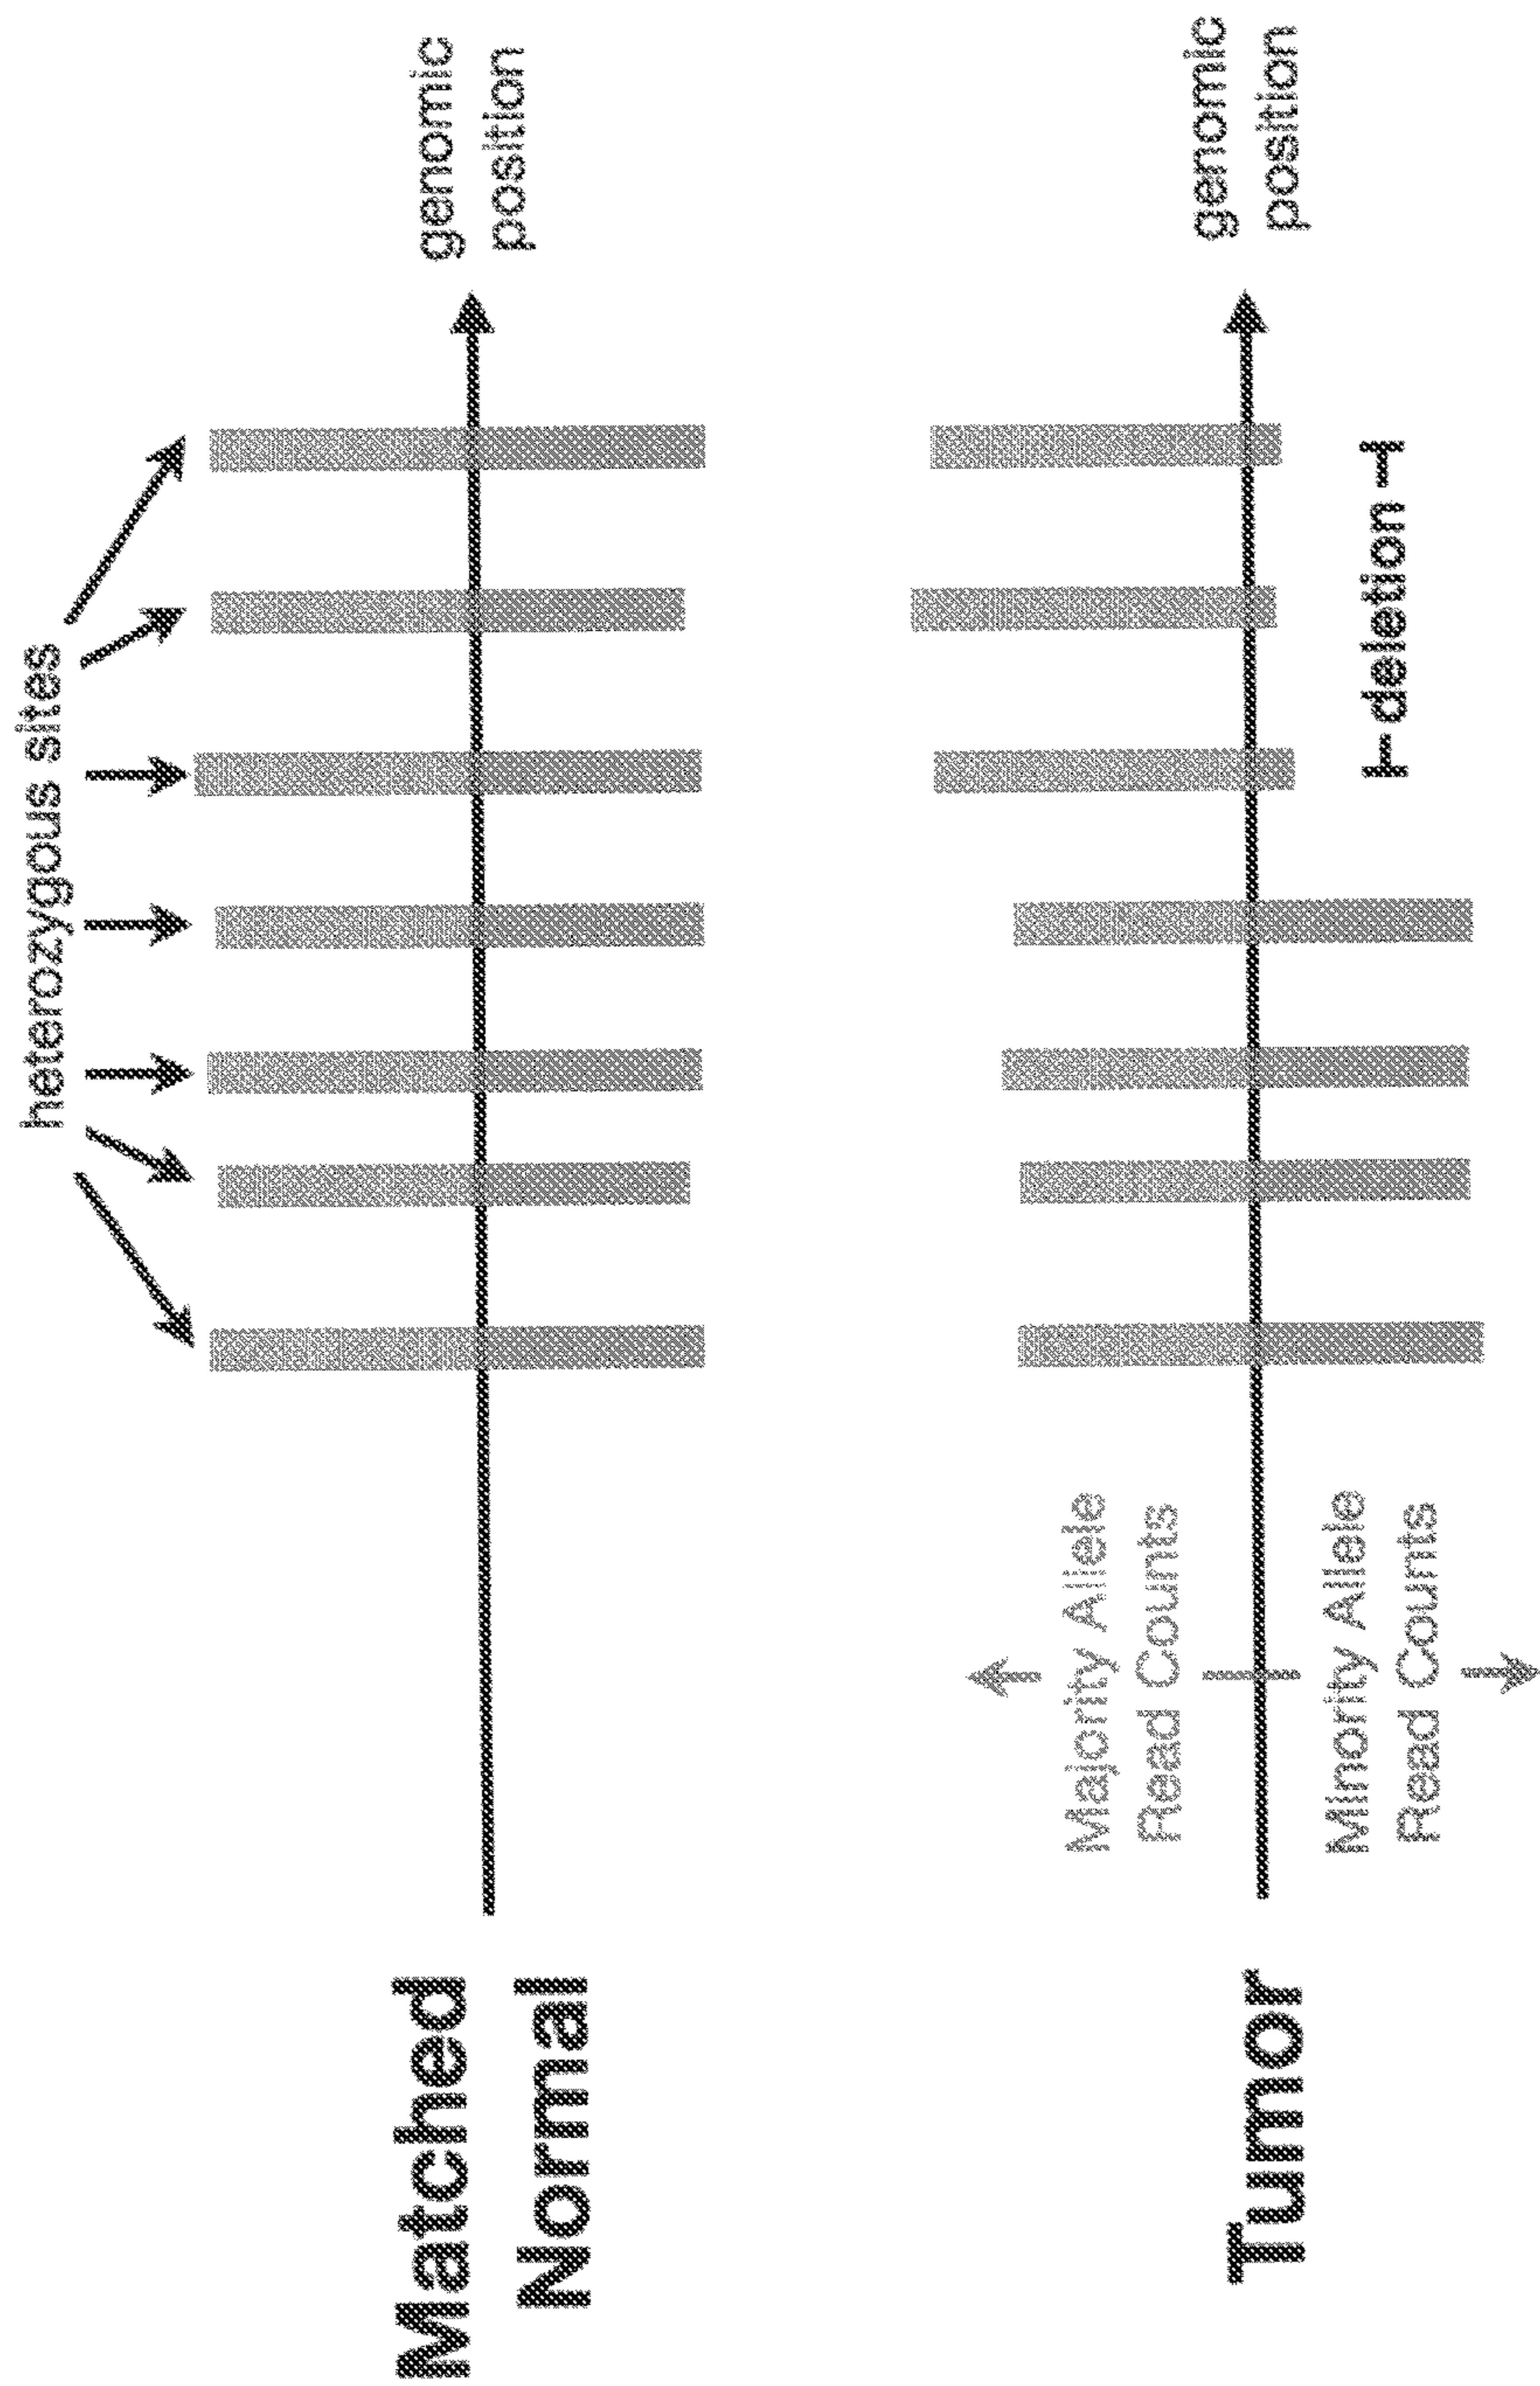 heterozygous sites
Matched
Normal
genomic
position
Majority Allele
Read Counts
Tumor
genomic
position
Minority Allele
Read Counts
deletion